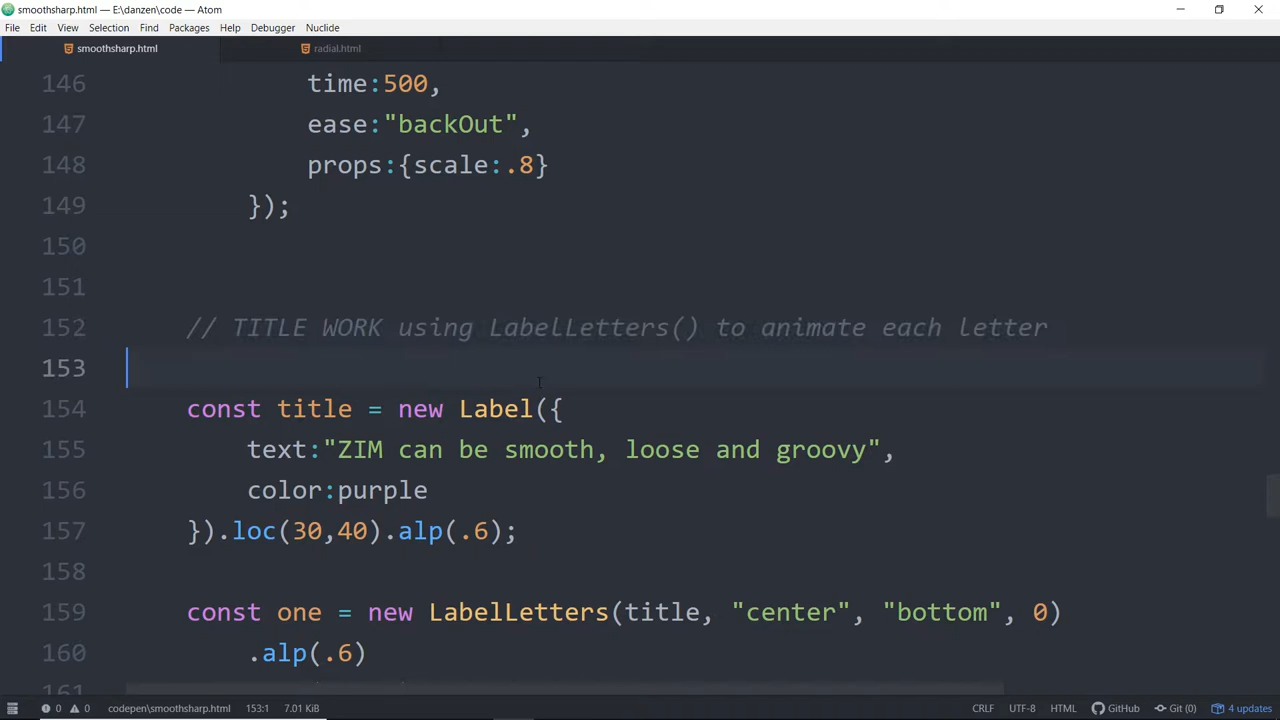 smoothsharp.html — E:\danzen\code — Atom
File Edit View Selection Find Packages Help Debugger Nuclide
smoothsharp.html radial.html
146 time:500,
147 ease:"backOut",
148 props:{scale:.8}
149 });
150
151
152 // TITLE WORK using LabelLetters() to animate each letter
153
154 const title = new Label({
155 text:"ZIM can be smooth, loose and groovy",
156 color:purple
157 }).loc(30,40).alp(.6);
158
159 const one = new LabelLetters(title, "center", "bottom", 0)
160 .alp(.6)
161
0 0 codepen\smoothsharp.html 153:1 7.01 KiB CRLF UTF-8 HTML GitHub Git (0) 4 updates